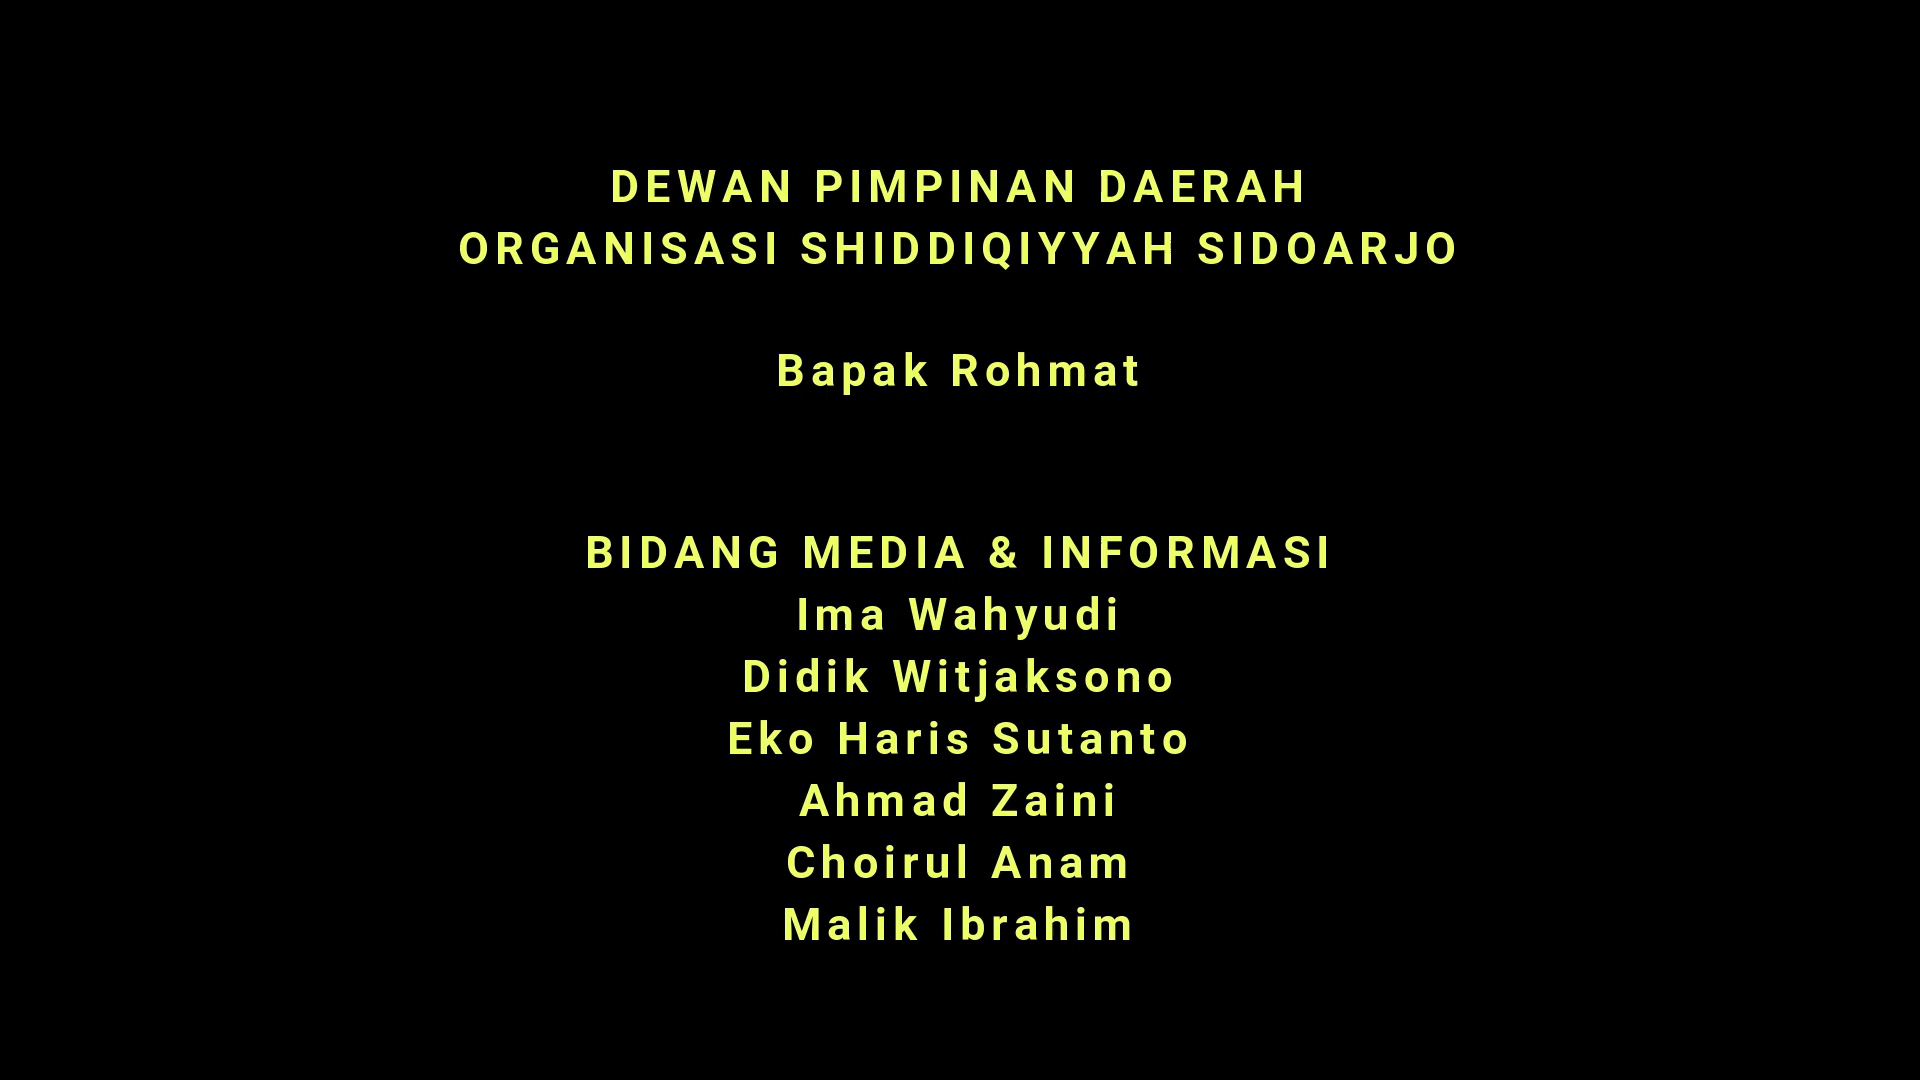 DEWAN PIMPINAN DAERAH
ORGANISASI SHIDDIQIYYAH SIDOARJO
Bapak Rohmat
BIDANG MEDIA & INFORMASI
Ima Wahyudi
Didik Witjaksono
Eko Haris Sutanto
Ahmad Zaini
Choirul Anam
Malik Ibrahim